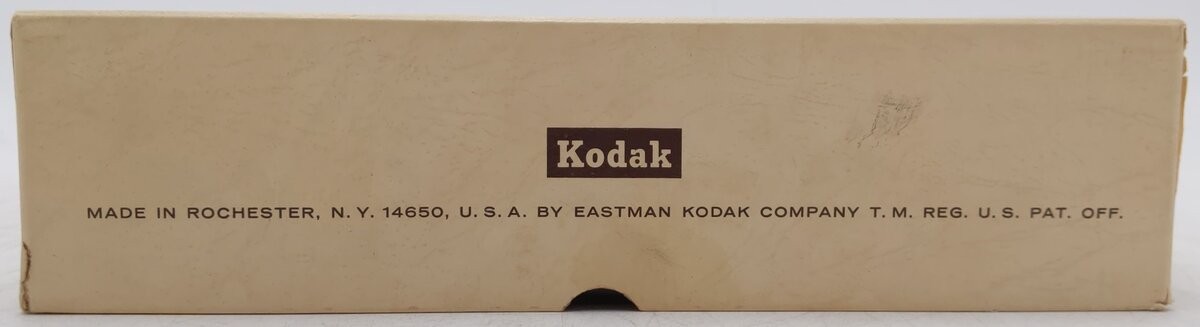 Kodak
MADE IN ROCHESTER, N. Y. 14650, U. S. A. BY EASTMAN KODAK COMPANY T. M. REG. U. S. PAT. OFF.